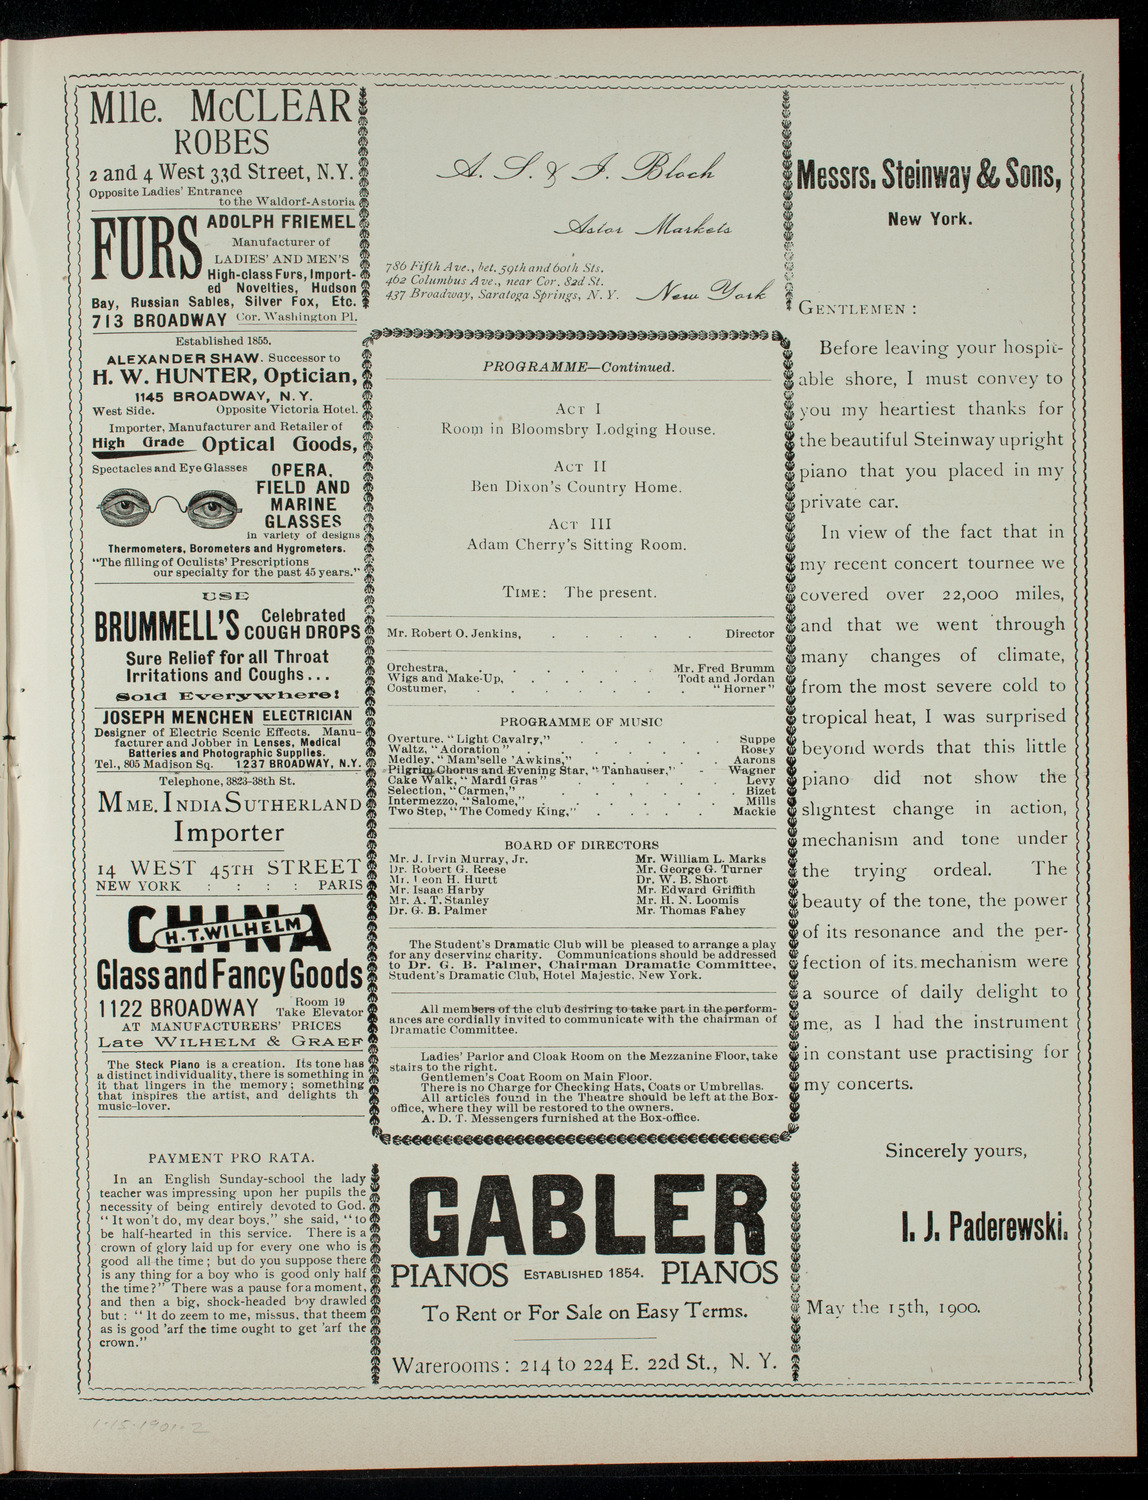 Mlle. McCLEAR
ROBES
2 and 4 West 33d Street, N.Y.
Opposite Ladies' Entrance
to the Waldorf-Astoria
FURS
ADOLPH FRIEMEL
Manufacturer of
LADIES' AND MEN'S
High-class Furs, Import-
ed Novelties, Hudson
Bay, Russian Sables, Silver Fox, Etc.
713 BROADWAY Cor. Washington Pl.
Established 1855.
ALEXANDER SHAW, Successor to
H. W. HUNTER, Optician,
1145 BROADWAY, N.Y.
West Side. Opposite Victoria Hotel.
Importer, Manufacturer and Retailer of
High Grade Optical Goods,
Spectacles and Eye Glasses
OPERA,
FIELD AND
MARINE
GLASSES
in variety of designs
Thermometers, Borometers and Hygrometers.
"The filling of Oculists' Prescriptions
our specialty for the past 45 years."
USE
BRUMMELL'S Celebrated
COUGH DROPS
Sure Relief for all Throat
Irritations and Coughs...
Sold Everywhere!
JOSEPH MENCHEN ELECTRICIAN
Designer of Electric Scenic Effects. Manu-
facturer and Jobber in Lenses, Medical
Batteries and Photographic Supplies.
Tel., 805 Madison Sq. 1237 BROADWAY, N.Y.
Telephone, 3823-38th St.
MME. INDIA SUTHERLAND
Importer
14 WEST 45TH STREET
NEW YORK : : : : PARIS
CHINA
H.T.WILHELM
Glass and Fancy Goods
1122 BROADWAY Room 19
Take Elevator
AT MANUFACTURERS' PRICES
Late WILHELM & GRAEF
The Steck Piano is a creation. Its tone has
a distinct individuality, there is something in
it that lingers in the memory; something
that inspires the artist, and delights th
music-lover.
PAYMENT PRO RATA.
In an English Sunday-school the lady
teacher was impressing upon her pupils the
necessity of being entirely devoted to God.
"It won't do, my dear boys," she said, "to
be half-hearted in this service. There is a
crown of glory laid up for every one who is
good all the time; but do you suppose there
is any thing for a boy who is good only half
the time?" There was a pause for a moment,
and then a big, shock-headed boy drawled
but: "It do zeem to me, missus, that theem
as is good 'arf the time ought to get 'arf the
crown."
A. S. & J. Bloch
Astor Markets
786 Fifth Ave., bet. 59th and 60th Sts.
462 Columbus Ave., near Cor. 82d St.
437 Broadway, Saratoga Springs, N. Y.
New York
PROGRAMME—Continued.
ACT I
Room in Bloomsbry Lodging House.
ACT II
Ben Dixon's Country Home.
ACT III
Adam Cherry's Sitting Room.
TIME: The present.
Mr. Robert O. Jenkins, . . . . . Director
Orchestra, . . . . . . Mr. Fred Brumm
Wigs and Make-Up, . . . . . Todt and Jordan
Costumer, . . . . . . . "Horner"
PROGRAMME OF MUSIC
Overture, "Light Cavalry," . . . . . Suppe
Waltz, "Adoration" . . . . . . Rosey
Medley, "Mam'selle 'Awkins," . . . Aarons
Pilgrim Chorus and Evening Star, "Tanhauser," - Wagner
Cake Walk, "Mardi Gras" . . . . . Levy
Selection, "Carmen," . . . . . . Bizet
Intermezzo, "Salome," . . . . . . Mills
Two Step, "The Comedy King," . . . . . Mackie
BOARD OF DIRECTORS
Mr. J. Irvin Murray, Jr. Mr. William L. Marks
Dr. Robert G. Reese Mr. George G. Turner
Mr. Leon H. Hurtt Dr. W. B. Short
Mr. Isaac Harby Mr. Edward Griffith
Mr. A. T. Stanley Mr. H. N. Loomis
Dr. G. B. Palmer Mr. Thomas Fahey
The Student's Dramatic Club will be pleased to arrange a play
for any deserving charity. Communications should be addressed
to Dr. G. B. Palmer, Chairman Dramatic Committee,
Student's Dramatic Club, Hotel Majestic, New York.
All members of the club desiring to take part in the perform-
ances are cordially invited to communicate with the chairman of
Dramatic Committee.
Ladies' Parlor and Cloak Room on the Mezzanine Floor, take
stairs to the right.
Gentlemen's Coat Room on Main Floor.
There is no Charge for Checking Hats, Coats or Umbrellas.
All articles found in the Theatre should be left at the Box-
office, where they will be restored to the owners.
A. D. T. Messengers furnished at the Box-office.
GABLER
PIANOS ESTABLISHED 1854. PIANOS
To Rent or For Sale on Easy Terms.
Warerooms: 214 to 224 E. 22d St., N. Y.
Messrs. Steinway & Sons,
New York.
GENTLEMEN:
Before leaving your hospit-
able shore, I must convey to
you my heartiest thanks for
the beautiful Steinway upright
piano that you placed in my
private car.
In view of the fact that in
my recent concert tournee we
covered over 22,000 miles,
and that we went through
many changes of climate,
from the most severe cold to
tropical heat, I was surprised
beyond words that this little
piano did not show the
slightest change in action,
mechanism and tone under
the trying ordeal. The
beauty of the tone, the power
of its resonance and the per-
fection of its mechanism were
a source of daily delight to
me, as I had the instrument
in constant use practising for
my concerts.
Sincerely yours,
I. J. Paderewski.
May the 15th, 1900.
1-15-1901-2